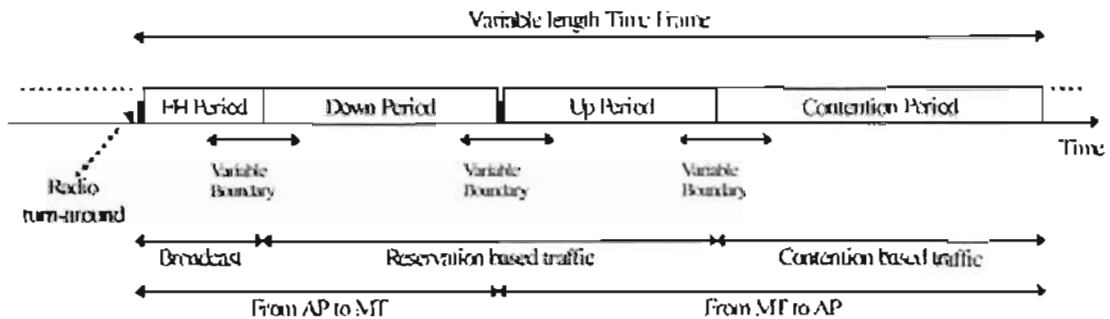 Variable length Time Frame
FH Period Down Period Up Period Contention Period
Time
Variable Boundary Variable Boundary Variable Boundary
Radio
turn-around
Broadcast Reservation based traffic Contention based traffic
From AP to MT From MT to AP